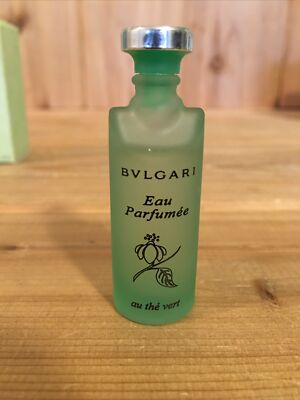 BVLGARI
Eau
Parfumée
au thé vert